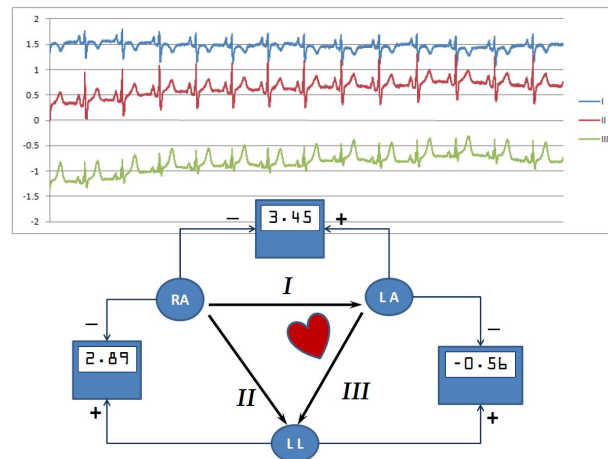 2
1.5
1
0.5
0
-0.5
-1
-1.5
-2
I
II
III
− 3.45 +
RA I LA
− 2.89 +
− -0.56 +
II III
LL